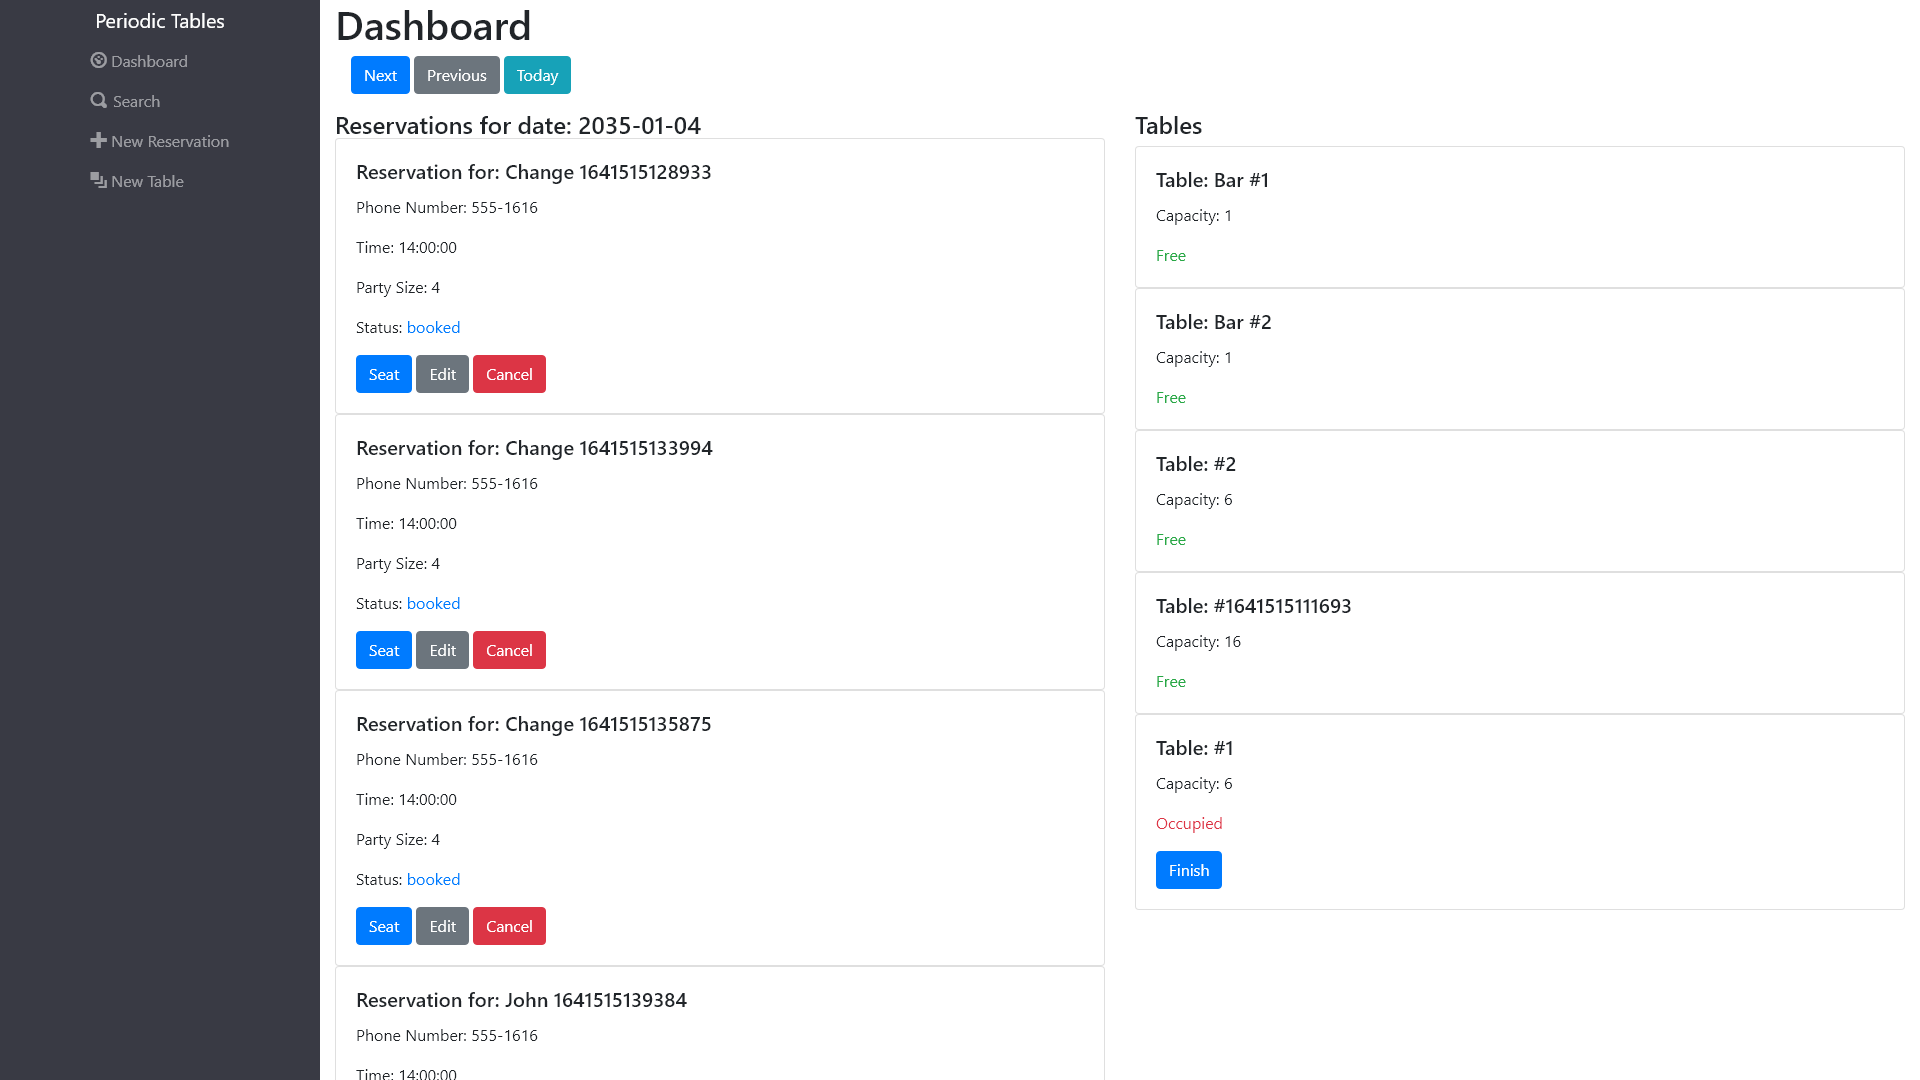 Periodic Tables
Dashboard
Search
New Reservation
New Table
Dashboard
Next Previous Today
Reservations for date: 2035-01-04
Reservation for: Change 1641515128933
Phone Number: 555-1616
Time: 14:00:00
Party Size: 4
Status: booked
Seat Edit Cancel
Reservation for: Change 1641515133994
Phone Number: 555-1616
Time: 14:00:00
Party Size: 4
Status: booked
Seat Edit Cancel
Reservation for: Change 1641515135875
Phone Number: 555-1616
Time: 14:00:00
Party Size: 4
Status: booked
Seat Edit Cancel
Reservation for: John 1641515139384
Phone Number: 555-1616
Time: 14:00:00
Tables
Table: Bar #1
Capacity: 1
Free
Table: Bar #2
Capacity: 1
Free
Table: #2
Capacity: 6
Free
Table: #1641515111693
Capacity: 16
Free
Table: #1
Capacity: 6
Occupied
Finish